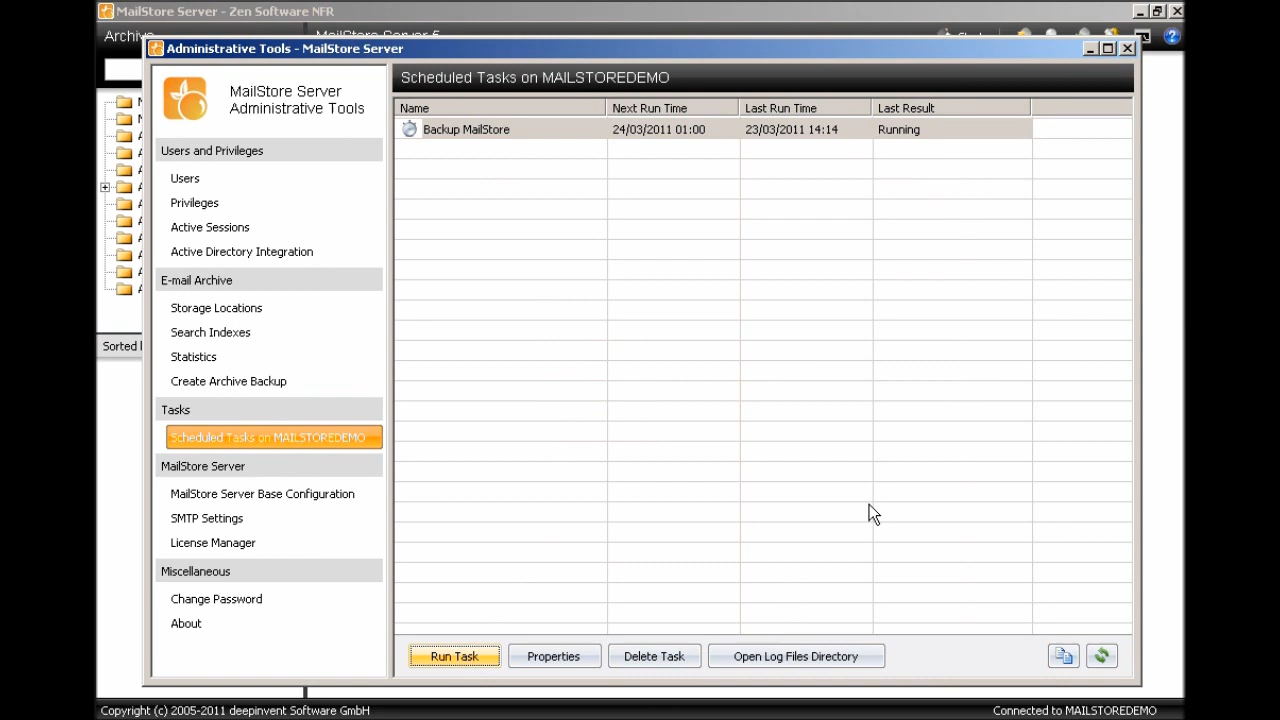 MailStore Server - Zen Software NFR
Administrative Tools - MailStore Server
MailStore Server
Administrative Tools
Users and Privileges
Users
Privileges
Active Sessions
Active Directory Integration
E-mail Archive
Storage Locations
Search Indexes
Statistics
Create Archive Backup
Tasks
Scheduled Tasks on MAILSTOREDEMO
MailStore Server
MailStore Server Base Configuration
SMTP Settings
License Manager
Miscellaneous
Change Password
About
Scheduled Tasks on MAILSTOREDEMO
Name Next Run Time Last Run Time Last Result
Backup MailStore 24/03/2011 01:00 23/03/2011 14:14 Running
Run Task Properties Delete Task Open Log Files Directory
Sorted
Copyright (c) 2005-2011 deepinvent Software GmbH
Connected to MAILSTOREDEMO